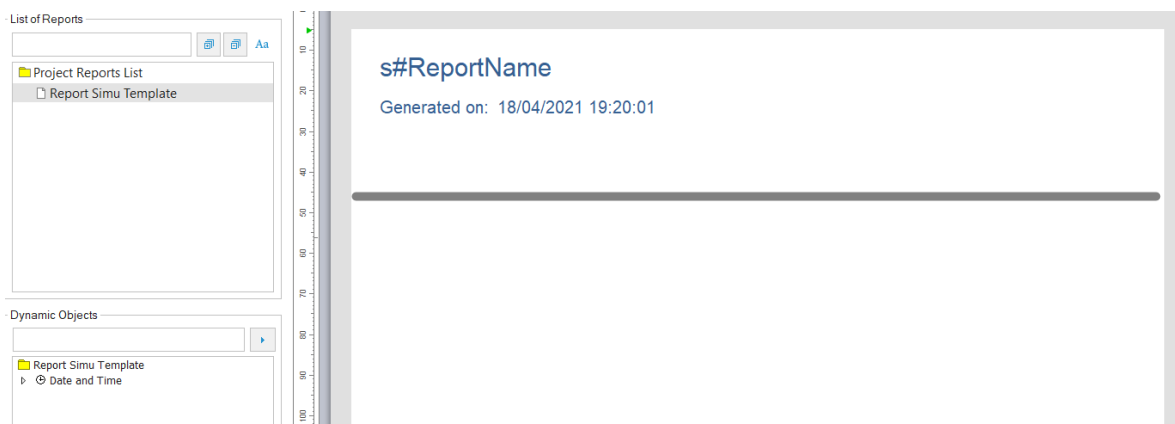 List of Reports
Aa
Project Reports List
Report Simu Template
Dynamic Objects
Report Simu Template
Date and Time
10
20
30
40
50
60
70
80
90
100
s#ReportName
Generated on: 18/04/2021 19:20:01